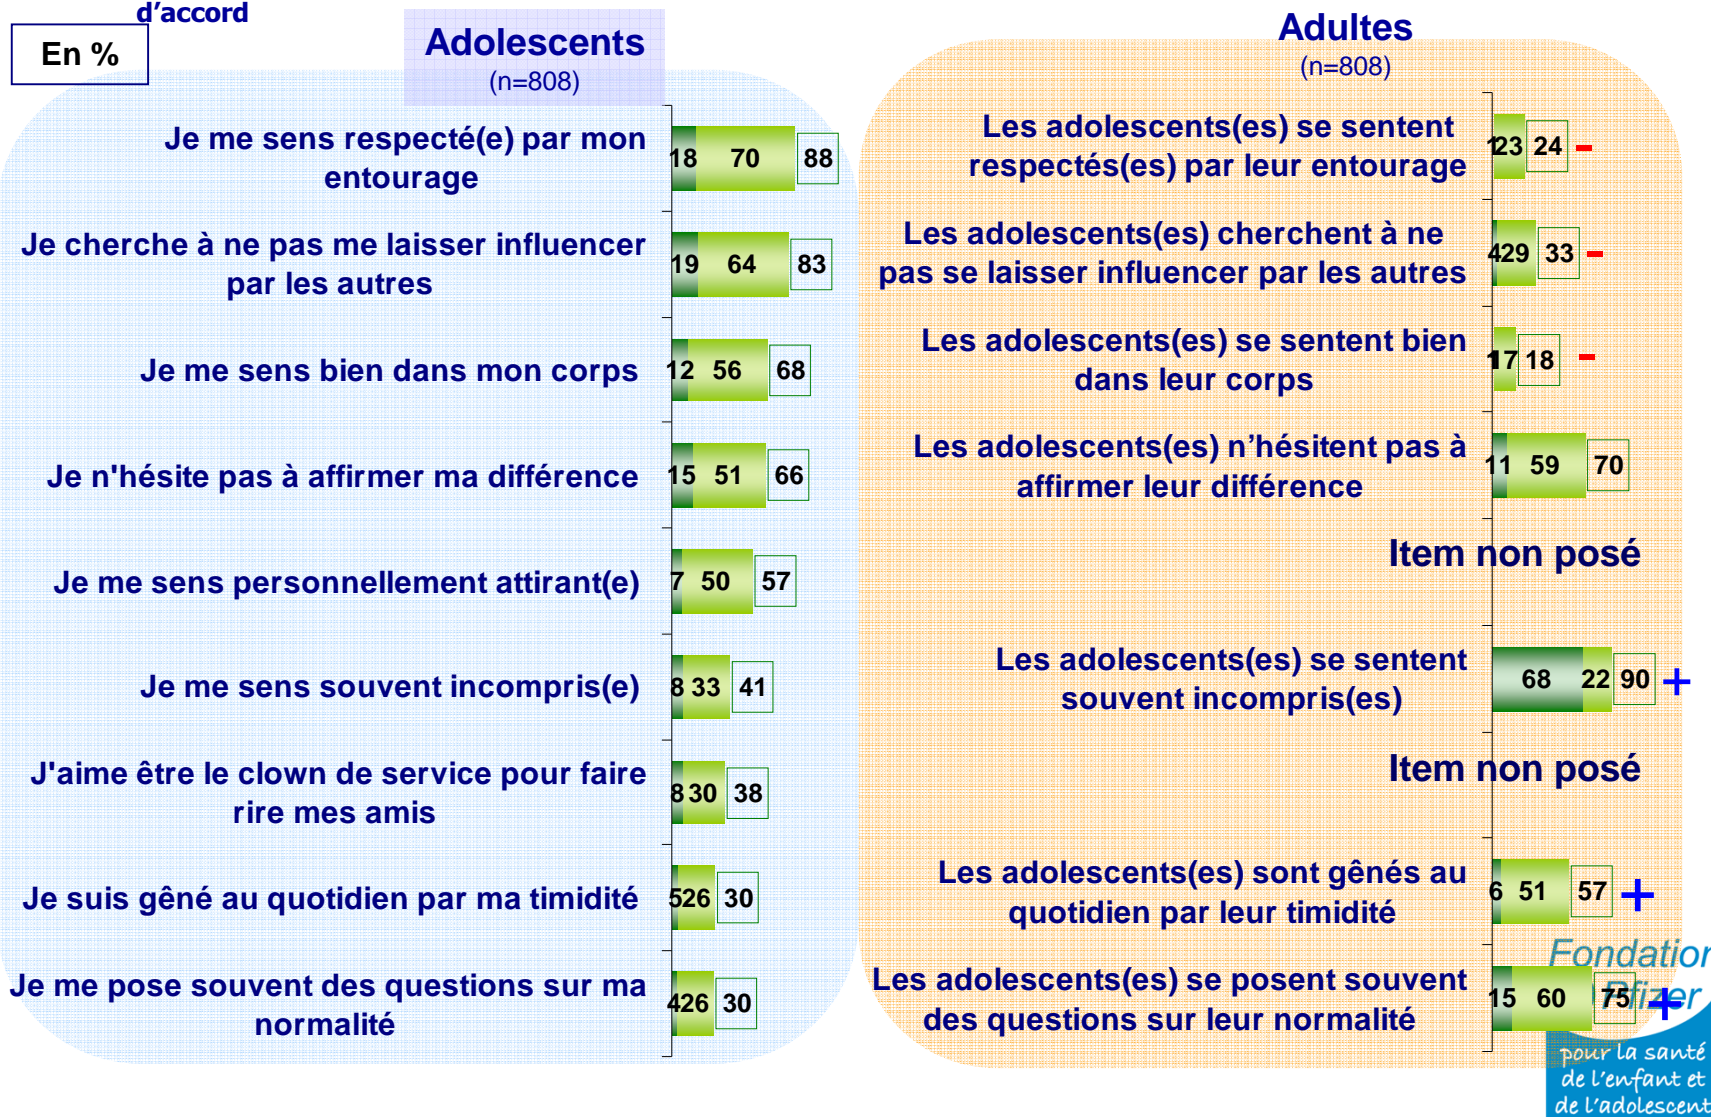 d’accord
En %
Adolescents
(n=808)
Je me sens respecté(e) par mon
entourage
18 70 88
Je cherche à ne pas me laisser influencer
par les autres
19 64 83
Je me sens bien dans mon corps 12 56 68
Je n'hésite pas à affirmer ma différence 15 51 66
Je me sens personnellement attirant(e) 7 50 57
Je me sens souvent incompris(e) 8 33 41
J'aime être le clown de service pour faire
rire mes amis
8 30 38
Je suis gêné au quotidien par ma timidité 5 26 30
Je me pose souvent des questions sur ma
normalité
4 26 30
Adultes
(n=808)
Les adolescents(es) se sentent
respectés(es) par leur entourage
1 23 24 -
Les adolescents(es) cherchent à ne
pas se laisser influencer par les autres
4 29 33 -
Les adolescents(es) se sentent bien
dans leur corps
1 17 18 -
Les adolescents(es) n’hésitent pas à
affirmer leur différence
11 59 70
Item non posé
Les adolescents(es) se sentent
souvent incompris(es)
68 22 90 +
Item non posé
Les adolescents(es) sont gênés au
quotidien par leur timidité
6 51 57 +
Les adolescents(es) se posent souvent
des questions sur leur normalité
15 60 75 +
Fondation
Pfizer
pour la santé
de l'enfant et
de l'adolescent